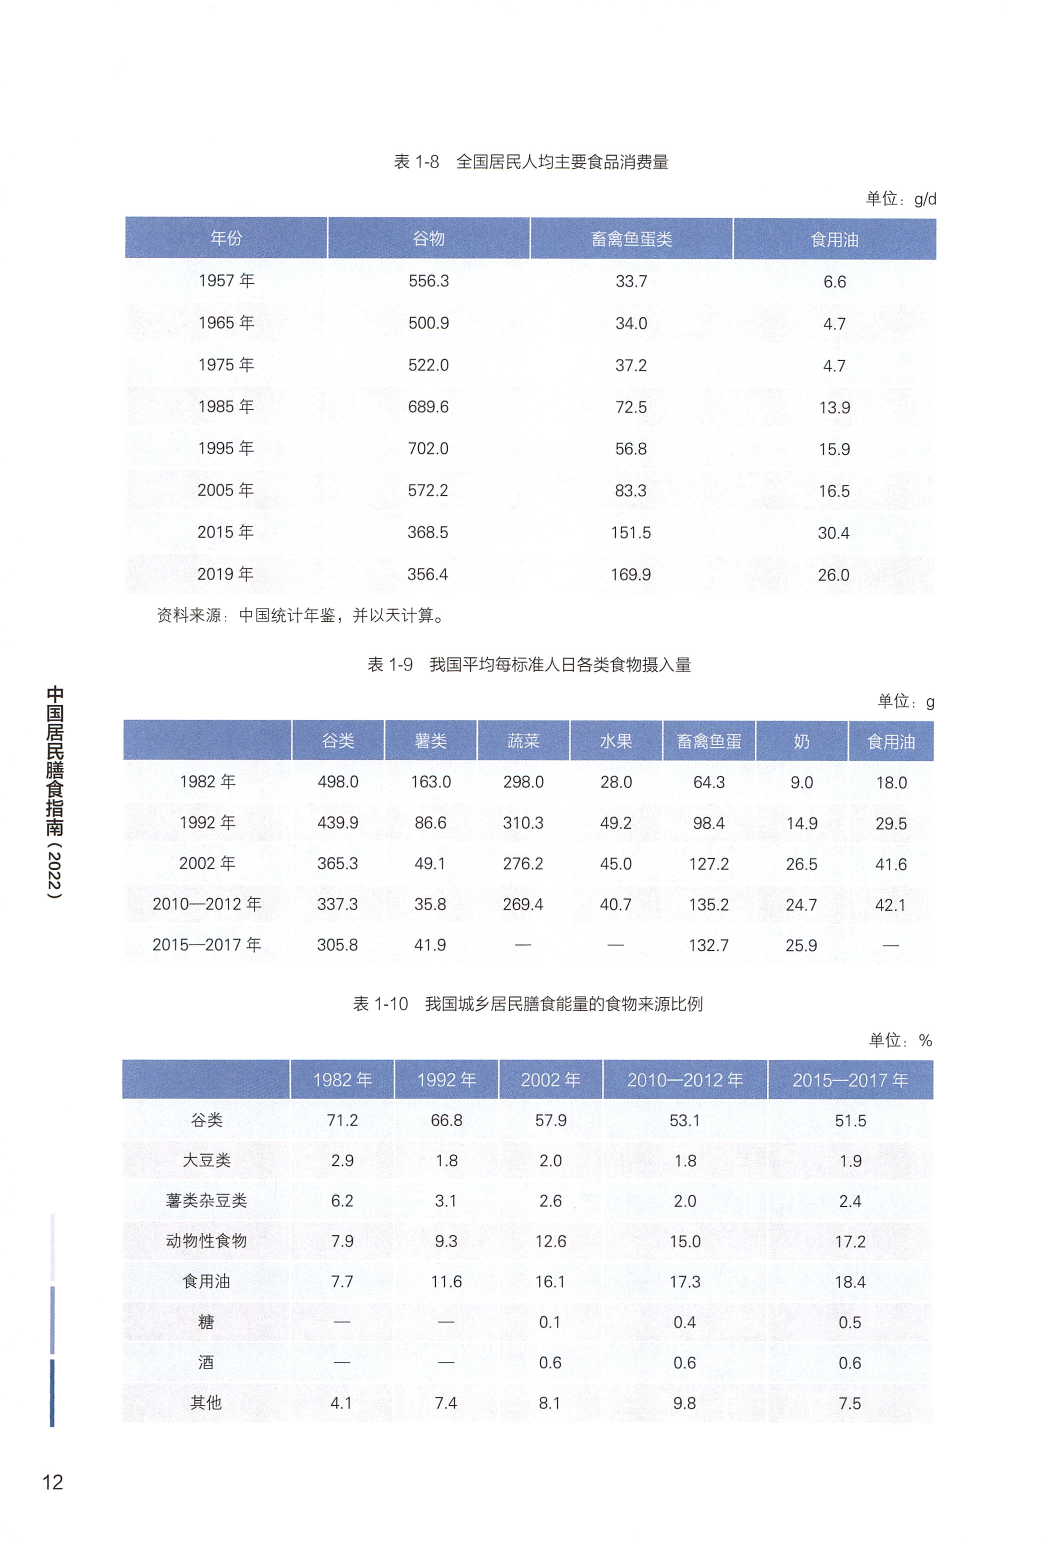 表 1-8 全国居民人均主要食品消费量
单位：g/d
年份 谷物 畜禽鱼蛋类 食用油
1957 年 556.3 33.7 6.6
1965 年 500.9 34.0 4.7
1975 年 522.0 37.2 4.7
1985 年 689.6 72.5 13.9
1995 年 702.0 56.8 15.9
2005 年 572.2 83.3 16.5
2015 年 368.5 151.5 30.4
2019 年 356.4 169.9 26.0
资料来源：中国统计年鉴，并以天计算。
表 1-9 我国平均每标准人日各类食物摄入量
单位：g
谷类 薯类 蔬菜 水果 畜禽鱼蛋 奶 食用油
1982 年 498.0 163.0 298.0 28.0 64.3 9.0 18.0
1992 年 439.9 86.6 310.3 49.2 98.4 14.9 29.5
2002 年 365.3 49.1 276.2 45.0 127.2 26.5 41.6
2010—2012 年 337.3 35.8 269.4 40.7 135.2 24.7 42.1
2015—2017 年 305.8 41.9 — — 132.7 25.9 —
表 1-10 我国城乡居民膳食能量的食物来源比例
单位：%
1982 年 1992 年 2002 年 2010—2012 年 2015—2017 年
谷类 71.2 66.8 57.9 53.1 51.5
大豆类 2.9 1.8 2.0 1.8 1.9
薯类杂豆类 6.2 3.1 2.6 2.0 2.4
动物性食物 7.9 9.3 12.6 15.0 17.2
食用油 7.7 11.6 16.1 17.3 18.4
糖 — — 0.1 0.4 0.5
酒 — — 0.6 0.6 0.6
其他 4.1 7.4 8.1 9.8 7.5
中国居民膳食指南（2022）
12